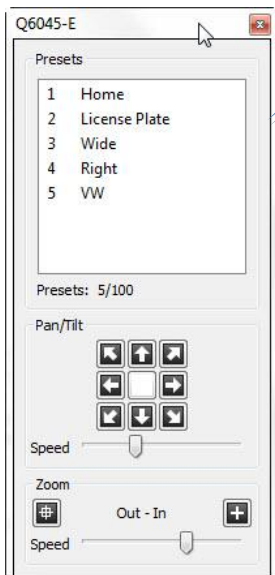 Q6045-E
Presets
1 Home
2 License Plate
3 Wide
4 Right
5 VW
Presets: 5/100
Pan/Tilt
Speed
Zoom
Out - In
Speed